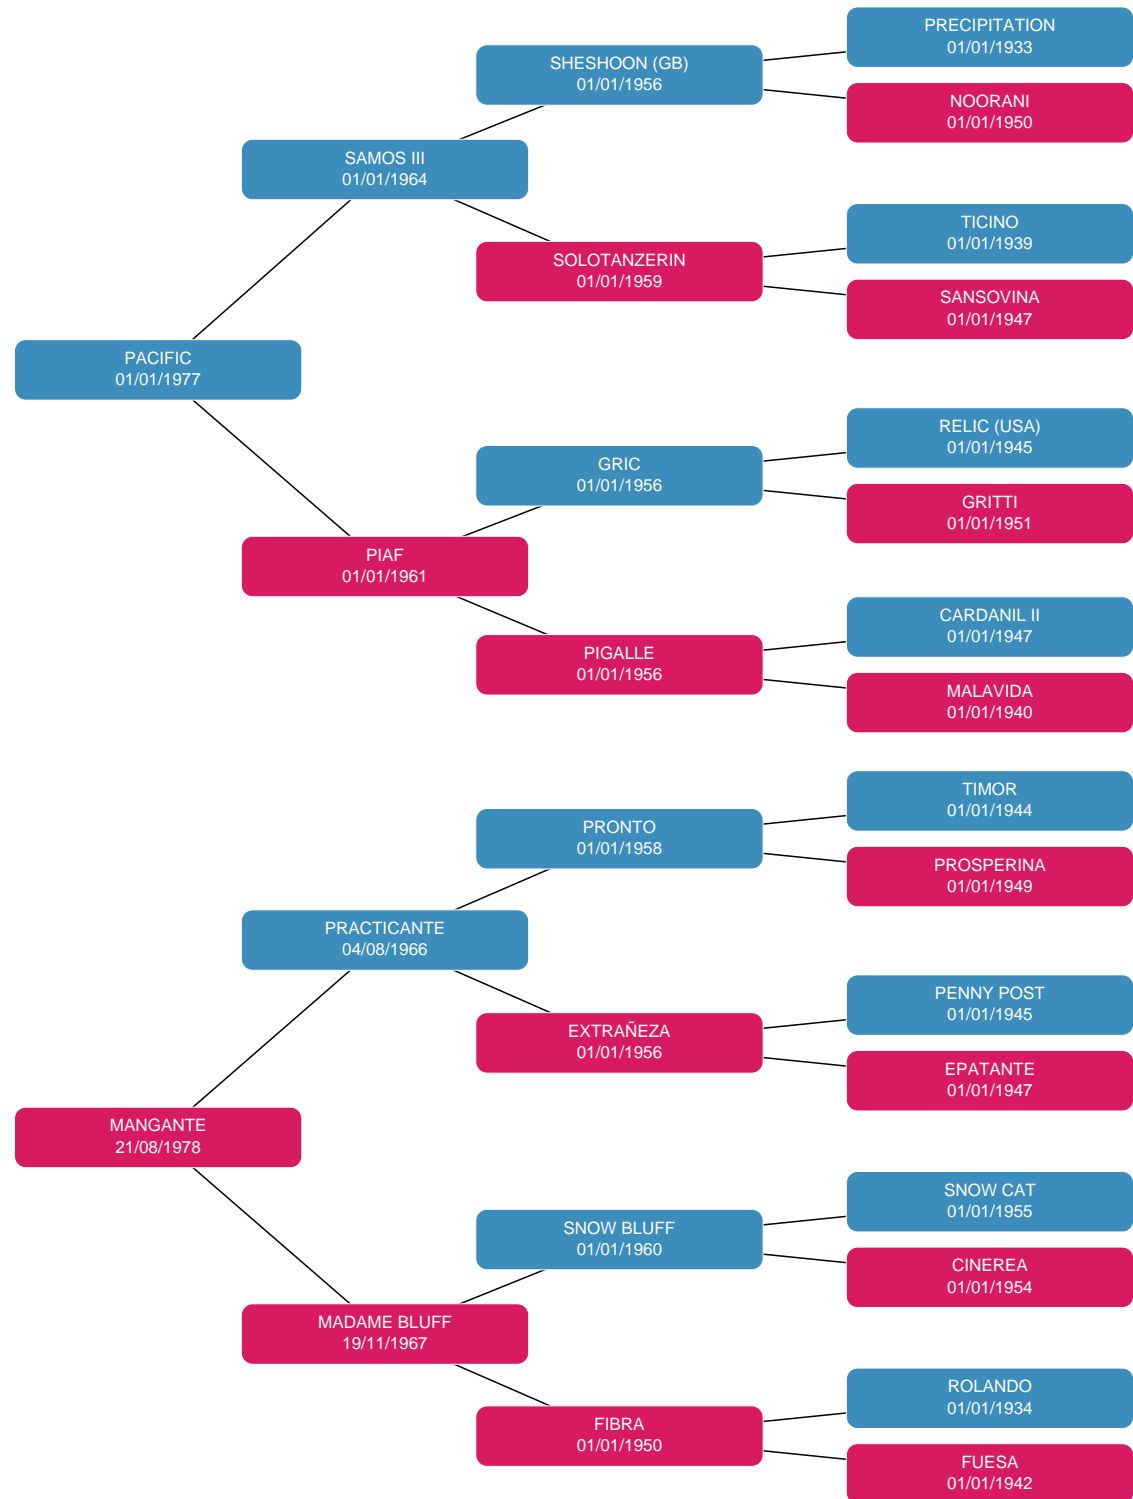 PRECIPITATION
01/01/1933
SHESHOON (GB)
01/01/1956
NOORANI
01/01/1950
SAMOS III
01/01/1964
TICINO
01/01/1939
SOLOTANZERIN
01/01/1959
SANSOVINA
01/01/1947
PACIFIC
01/01/1977
RELIC (USA)
01/01/1945
GRIC
01/01/1956
GRITTI
01/01/1951
PIAF
01/01/1961
CARDANIL II
01/01/1947
PIGALLE
01/01/1956
MALAVIDA
01/01/1940
TIMOR
01/01/1944
PRONTO
01/01/1958
PROSPERINA
01/01/1949
PRACTICANTE
04/08/1966
PENNY POST
01/01/1945
EXTRAÑEZA
01/01/1956
EPATANTE
01/01/1947
MANGANTE
21/08/1978
SNOW CAT
01/01/1955
SNOW BLUFF
01/01/1960
CINEREA
01/01/1954
MADAME BLUFF
19/11/1967
ROLANDO
01/01/1934
FIBRA
01/01/1950
FUESA
01/01/1942